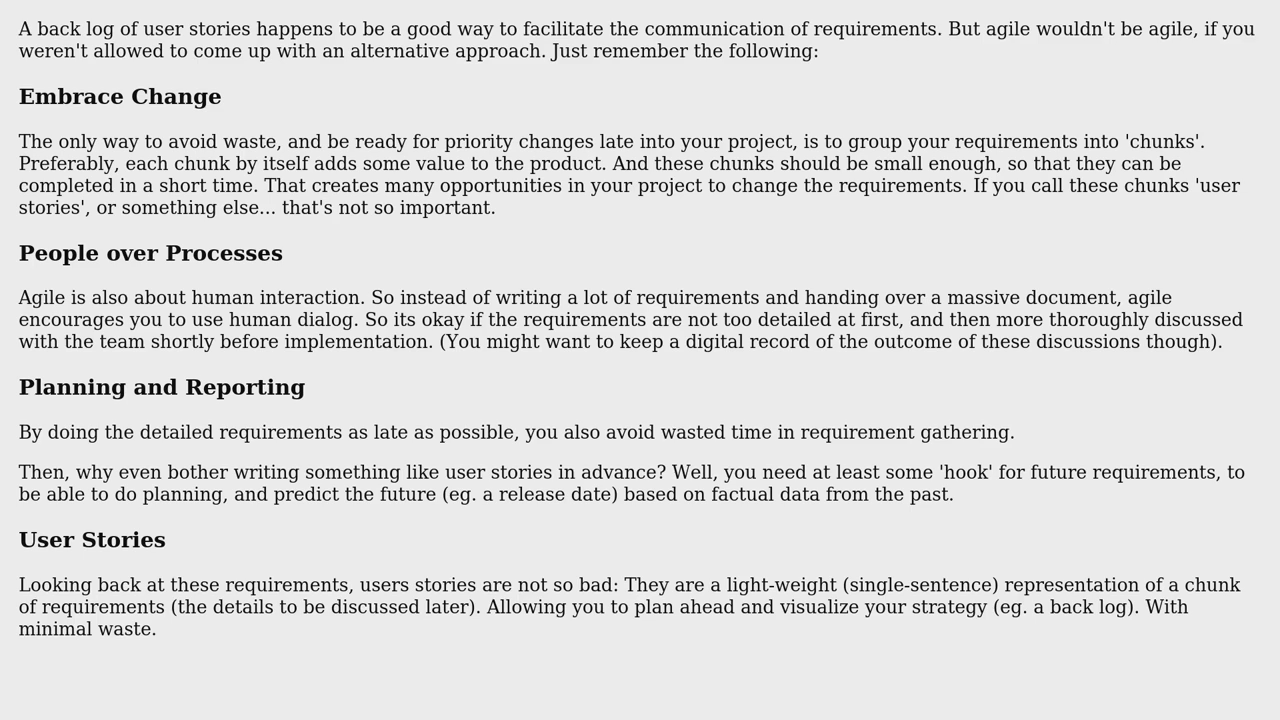 A back log of user stories happens to be a good way to facilitate the communication of requirements. But agile wouldn't be agile, if you
weren't allowed to come up with an alternative approach. Just remember the following:
Embrace Change
The only way to avoid waste, and be ready for priority changes late into your project, is to group your requirements into 'chunks'.
Preferably, each chunk by itself adds some value to the product. And these chunks should be small enough, so that they can be
completed in a short time. That creates many opportunities in your project to change the requirements. If you call these chunks 'user
stories', or something else... that's not so important.
People over Processes
Agile is also about human interaction. So instead of writing a lot of requirements and handing over a massive document, agile
encourages you to use human dialog. So its okay if the requirements are not too detailed at first, and then more thoroughly discussed
with the team shortly before implementation. (You might want to keep a digital record of the outcome of these discussions though).
Planning and Reporting
By doing the detailed requirements as late as possible, you also avoid wasted time in requirement gathering.
Then, why even bother writing something like user stories in advance? Well, you need at least some 'hook' for future requirements, to
be able to do planning, and predict the future (eg. a release date) based on factual data from the past.
User Stories
Looking back at these requirements, users stories are not so bad: They are a light-weight (single-sentence) representation of a chunk
of requirements (the details to be discussed later). Allowing you to plan ahead and visualize your strategy (eg. a back log). With
minimal waste.